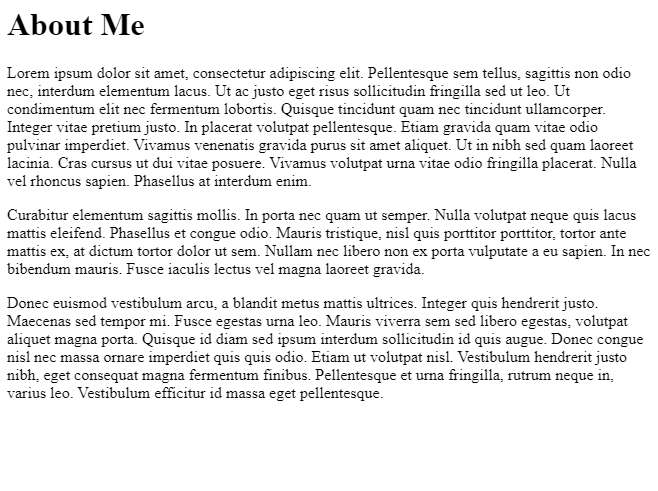 About Me
Lorem ipsum dolor sit amet, consectetur adipiscing elit. Pellentesque sem tellus, sagittis non odio
nec, interdum elementum lacus. Ut ac justo eget risus sollicitudin fringilla sed ut leo. Ut
condimentum elit nec fermentum lobortis. Quisque tincidunt quam nec tincidunt ullamcorper.
Integer vitae pretium justo. In placerat volutpat pellentesque. Etiam gravida quam vitae odio
pulvinar imperdiet. Vivamus venenatis gravida purus sit amet aliquet. Ut in nibh sed quam laoreet
lacinia. Cras cursus ut dui vitae posuere. Vivamus volutpat urna vitae odio fringilla placerat. Nulla
vel rhoncus sapien. Phasellus at interdum enim.
Curabitur elementum sagittis mollis. In porta nec quam ut semper. Nulla volutpat neque quis lacus
mattis eleifend. Phasellus et congue odio. Mauris tristique, nisl quis porttitor porttitor, tortor ante
mattis ex, at dictum tortor dolor ut sem. Nullam nec libero non ex porta vulputate a eu sapien. In nec
bibendum mauris. Fusce iaculis lectus vel magna laoreet gravida.
Donec euismod vestibulum arcu, a blandit metus mattis ultrices. Integer quis hendrerit justo.
Maecenas sed tempor mi. Fusce egestas urna leo. Mauris viverra sem sed libero egestas, volutpat
aliquet magna porta. Quisque id diam sed ipsum interdum sollicitudin id quis augue. Donec congue
nisl nec massa ornare imperdiet quis quis odio. Etiam ut volutpat nisl. Vestibulum hendrerit justo
nibh, eget consequat magna fermentum finibus. Pellentesque et urna fringilla, rutrum neque in,
varius leo. Vestibulum efficitur id massa eget pellentesque.